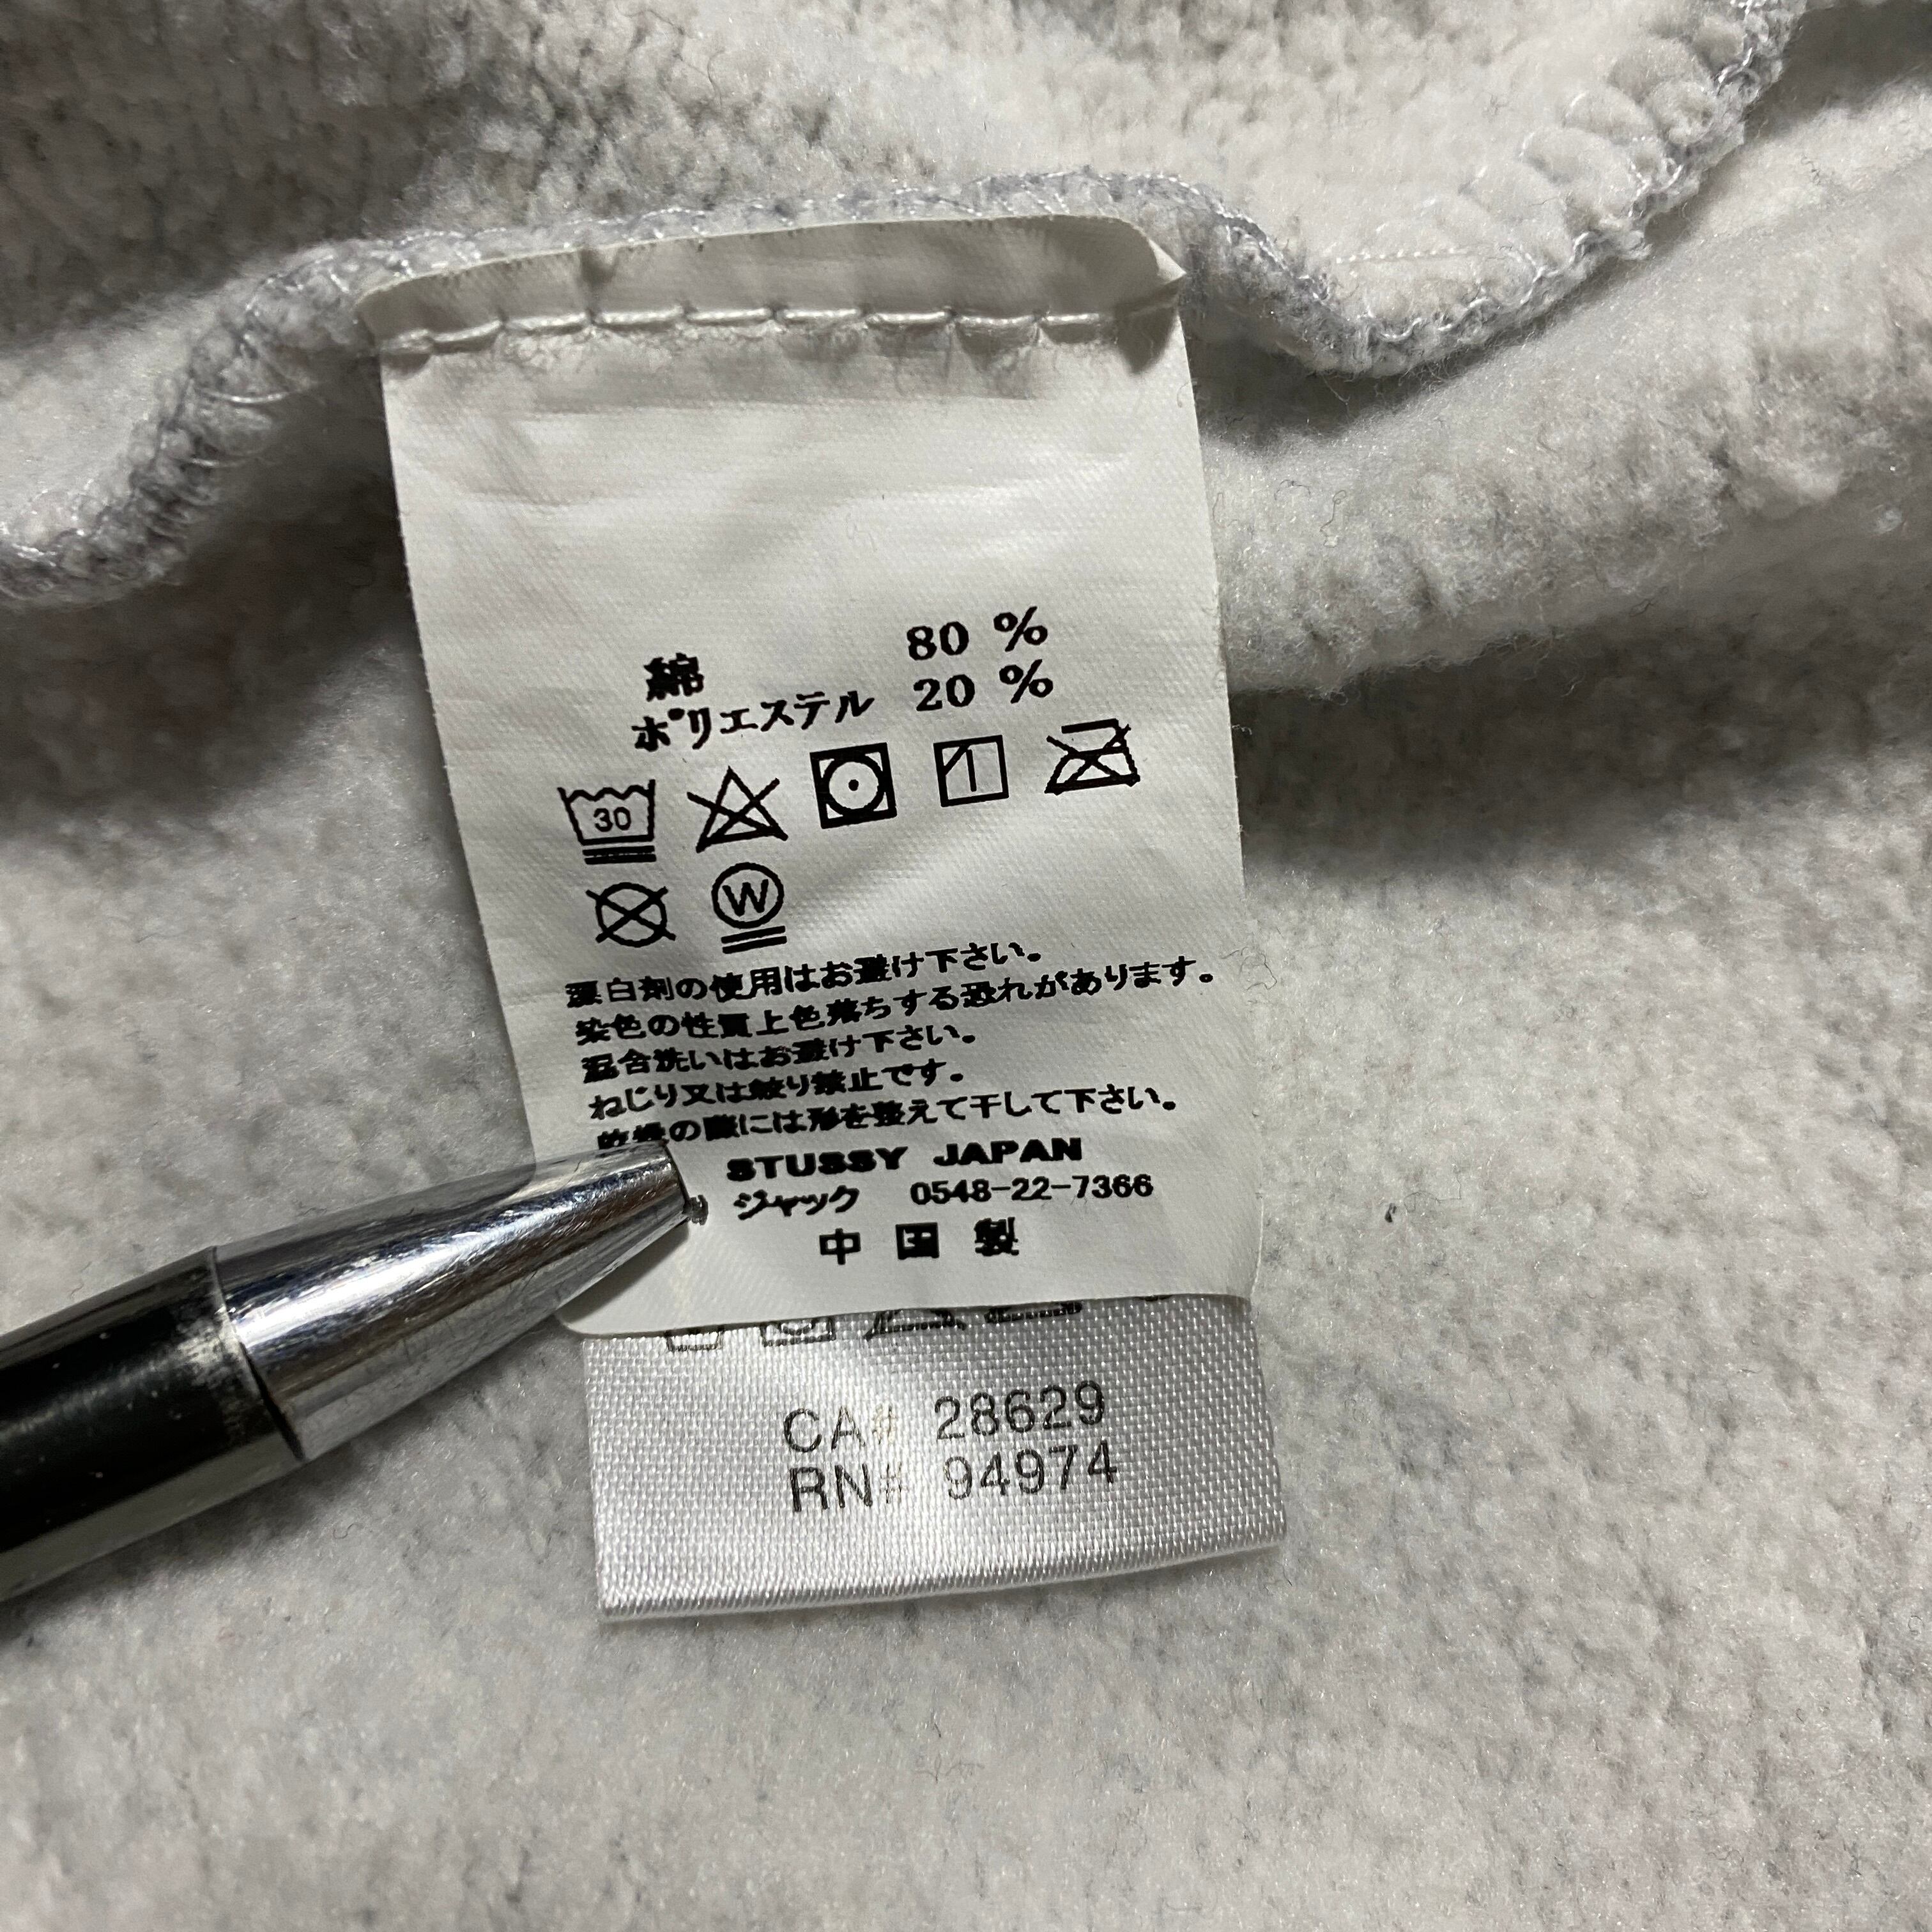 綿 80 %
ポリエステル 20 %
30
W
漂白剤の使用はお避け下さい。
染色の性質上色落ちする恐れがあります。
混合洗いはお避け下さい。
ねじり又は絞り禁止です。
乾燥の際には形を整えて干して下さい。
STUSSY JAPAN
ジャック 0548-22-7366
中国製
CA# 28629
RN# 94974